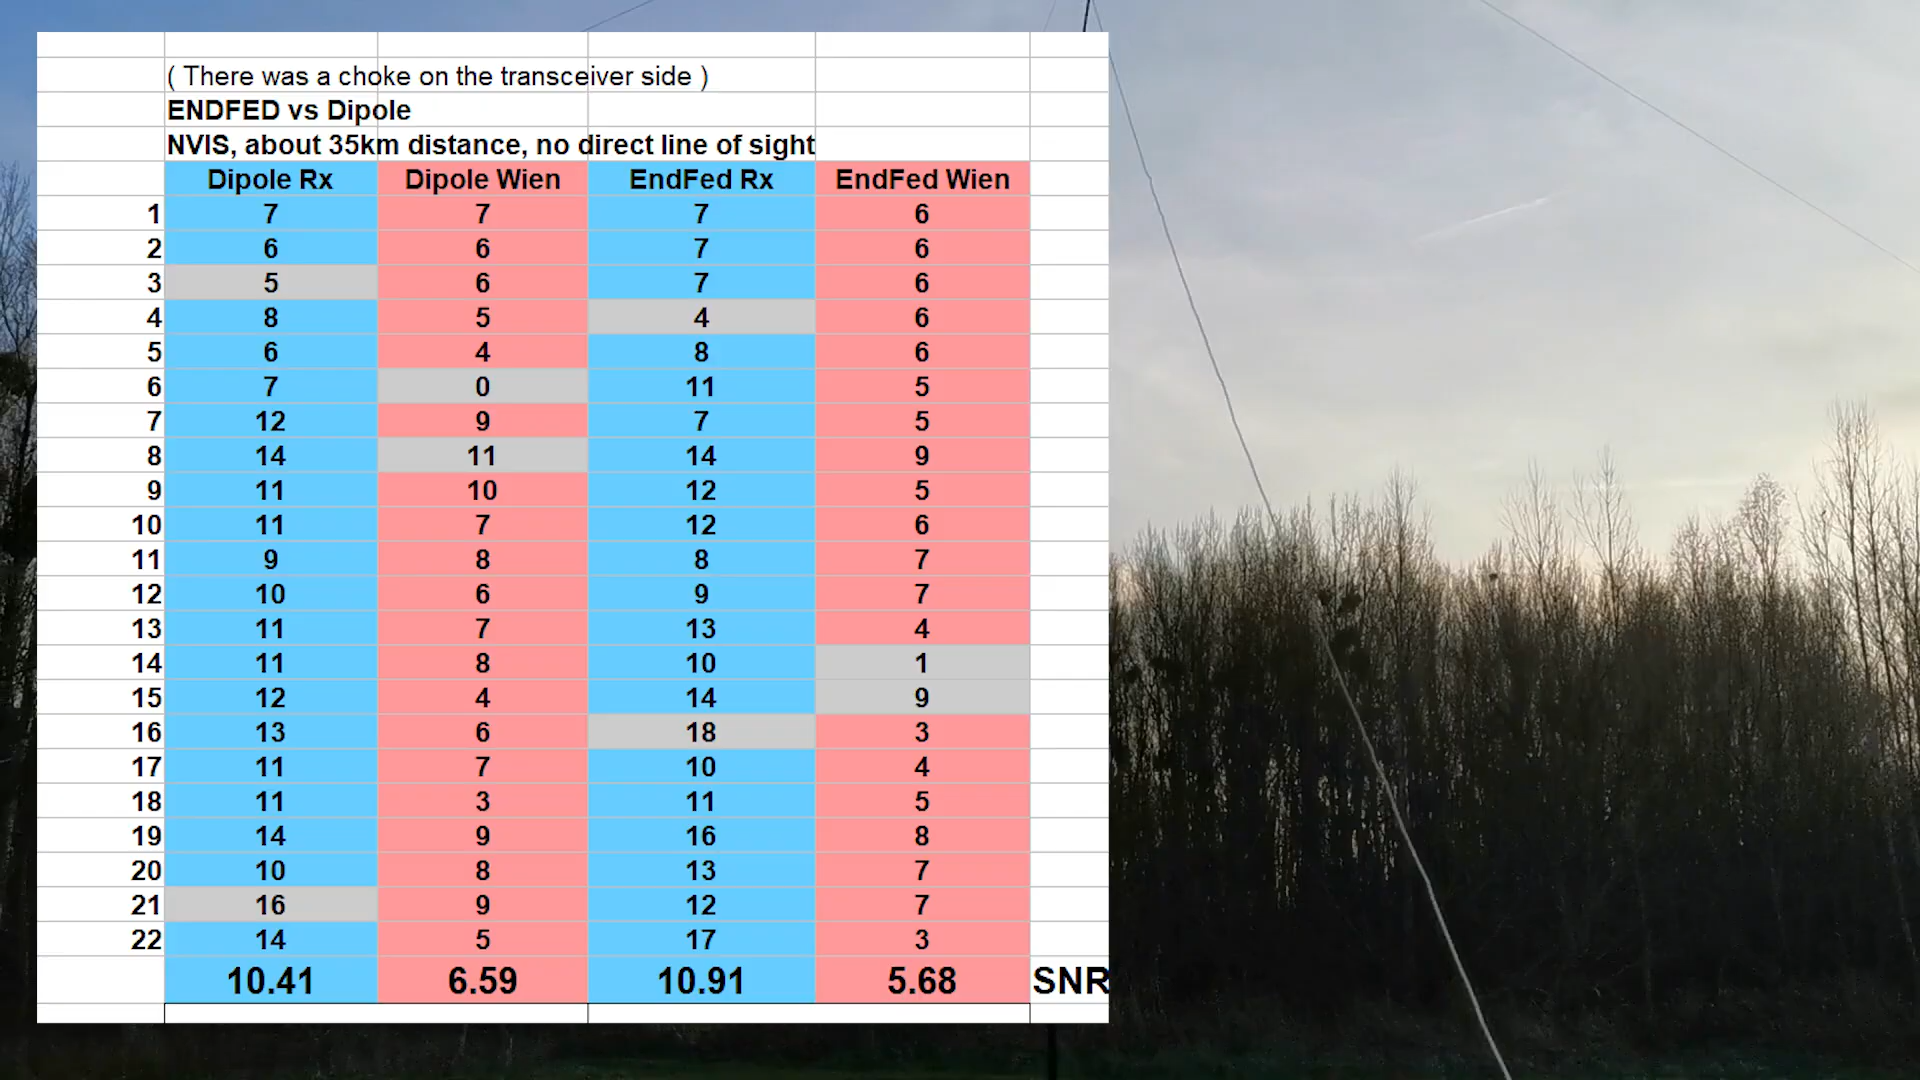 ( There was a choke on the transceiver side )
ENDFED vs Dipole
NVIS, about 35km distance, no direct line of sight
Dipole Rx Dipole Wien EndFed Rx EndFed Wien
1 7 7 7 6
2 6 6 7 6
3 5 6 7 6
4 8 5 4 6
5 6 4 8 6
6 7 0 11 5
7 12 9 7 5
8 14 11 14 9
9 11 10 12 5
10 11 7 12 6
11 9 8 8 7
12 10 6 9 7
13 11 7 13 4
14 11 8 10 1
15 12 4 14 9
16 13 6 18 3
17 11 7 10 4
18 11 3 11 5
19 14 9 16 8
20 10 8 13 7
21 16 9 12 7
22 14 5 17 3
10.41 6.59 10.91 5.68 SNR